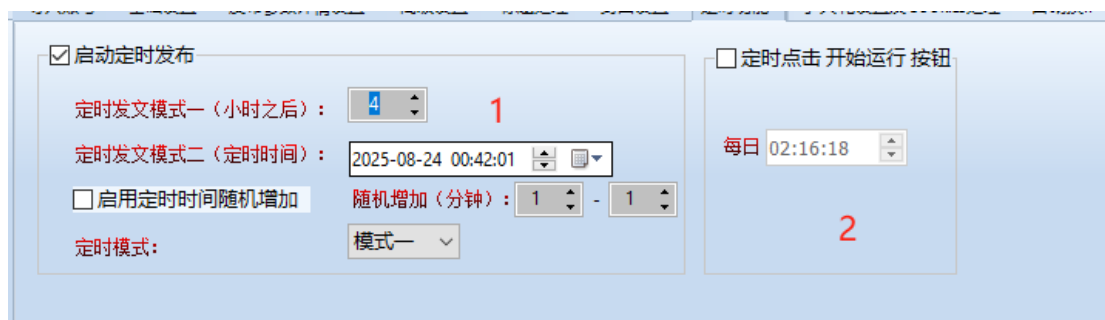 启动定时发布
定时发文模式一（小时之后）： 4
1
定时发文模式二（定时时间）： 2025-08-24 00:42:01
启用定时时间随机增加 随机增加（分钟）： 1 - 1
定时模式： 模式一
定时点击 开始运行 按钮
每日 02:16:18
2